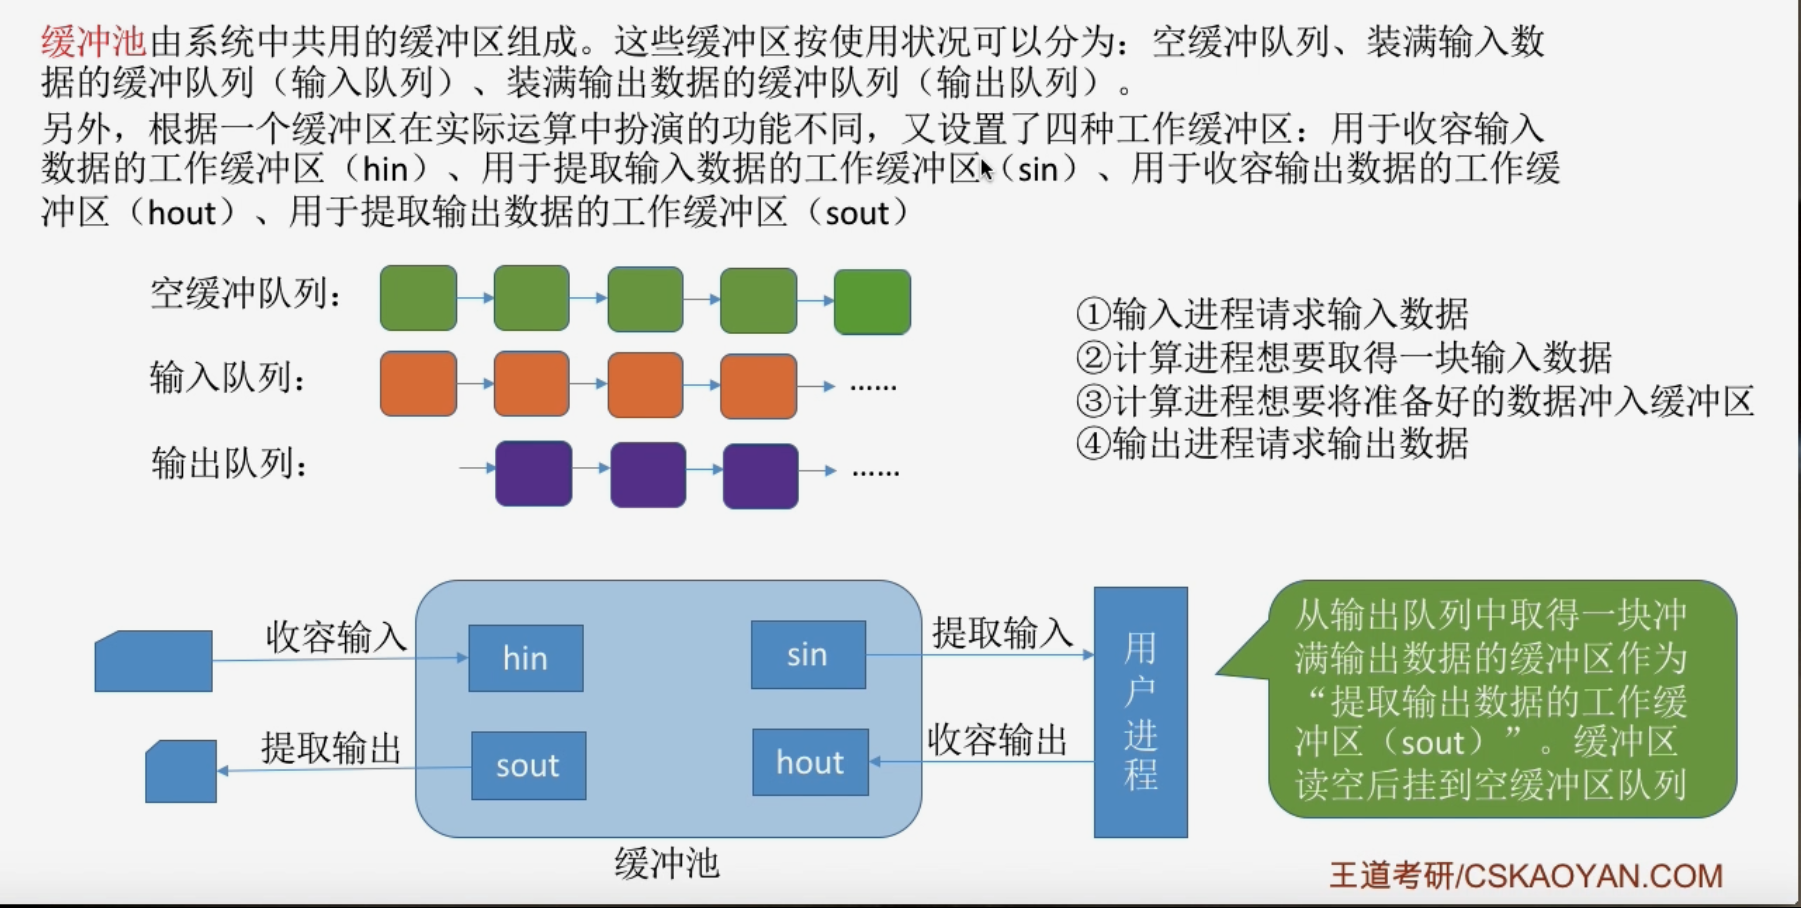 缓冲池由系统中共用的缓冲区组成。这些缓冲区按使用状况可以分为：空缓冲队列、装满输入数
据的缓冲队列（输入队列）、装满输出数据的缓冲队列（输出队列）。
另外，根据一个缓冲区在实际运算中扮演的功能不同，又设置了四种工作缓冲区：用于收容输入
数据的工作缓冲区（hin）、用于提取输入数据的工作缓冲区（sin）、用于收容输出数据的工作缓
冲区（hout）、用于提取输出数据的工作缓冲区（sout）
空缓冲队列：
输入队列：
……
输出队列：
……
①输入进程请求输入数据
②计算进程想要取得一块输入数据
③计算进程想要将准备好的数据冲入缓冲区
④输出进程请求输出数据
收容输入
hin
sin
提取输入
提取输出
sout
hout
收容输出
用户进程
缓冲池
从输出队列中取得一块冲
满输出数据的缓冲区作为
“提取输出数据的工作缓
冲区（sout）”。缓冲区
读空后挂到空缓冲区队列
王道考研/CSKAOYAN.COM